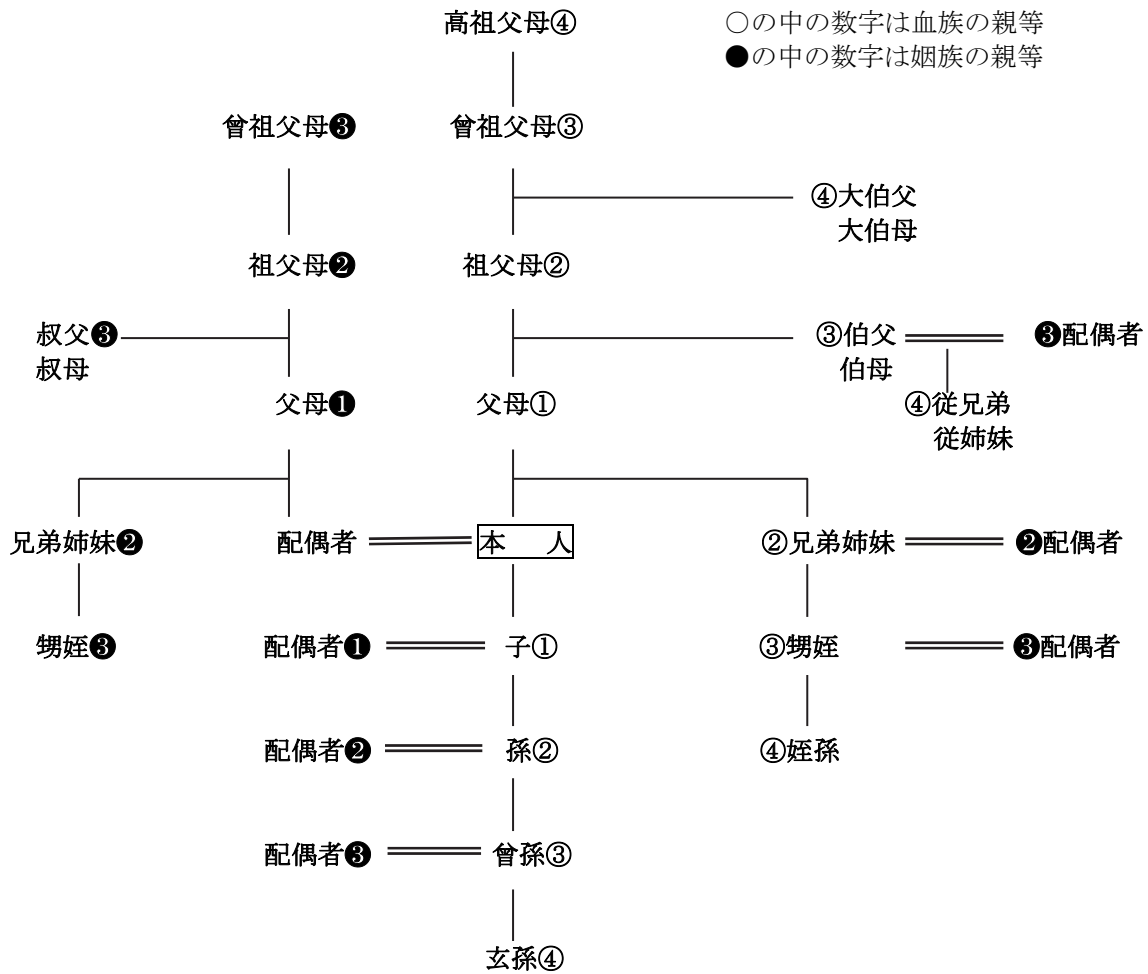 高祖父母④
○の中の数字は血族の親等
●の中の数字は姻族の親等
曾祖父母❸
曾祖父母③
④大伯父
大伯母
祖父母❷
祖父母②
叔父❸
叔母
③伯父
伯母
❸配偶者
父母❶
父母①
④従兄弟
従姉妹
兄弟姉妹❷
配偶者
本 人
②兄弟姉妹
❷配偶者
甥姪❸
配偶者❶
子①
③甥姪
❸配偶者
配偶者❷
孫②
④姪孫
配偶者❸
曾孫③
玄孫④